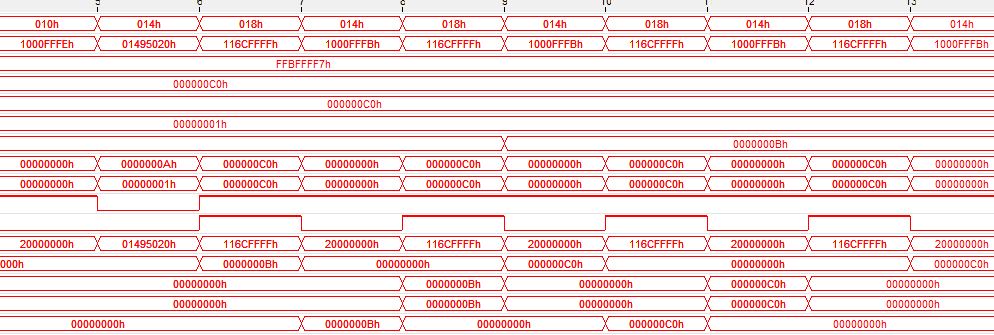 5 6 7 8 9 10 11 12 13
010h 014h 018h 014h 018h 014h 018h 014h 018h 014h
1000FFFEh 01495020h 116CFFFFh 1000FFFBh 116CFFFFh 1000FFFBh 116CFFFFh 1000FFFBh 116CFFFFh 1000FFFBh
FFBFFFF7h
000000C0h
000000C0h
00000001h
0000000Bh
00000000h 0000000Ah 000000C0h 00000000h 000000C0h 00000000h 000000C0h 00000000h 000000C0h 00000000h
00000000h 00000001h 000000C0h 00000000h 000000C0h 00000000h 000000C0h 00000000h 000000C0h 00000000h
20000000h 01495020h 116CFFFFh 20000000h 116CFFFFh 20000000h 116CFFFFh 20000000h 116CFFFFh 20000000h
000h 0000000Bh 00000000h 000000C0h 00000000h 000000C0h
00000000h 0000000Bh 00000000h 000000C0h 00000000h
00000000h 0000000Bh 00000000h 000000C0h 00000000h
00000000h 0000000Bh 00000000h 000000C0h 00000000h